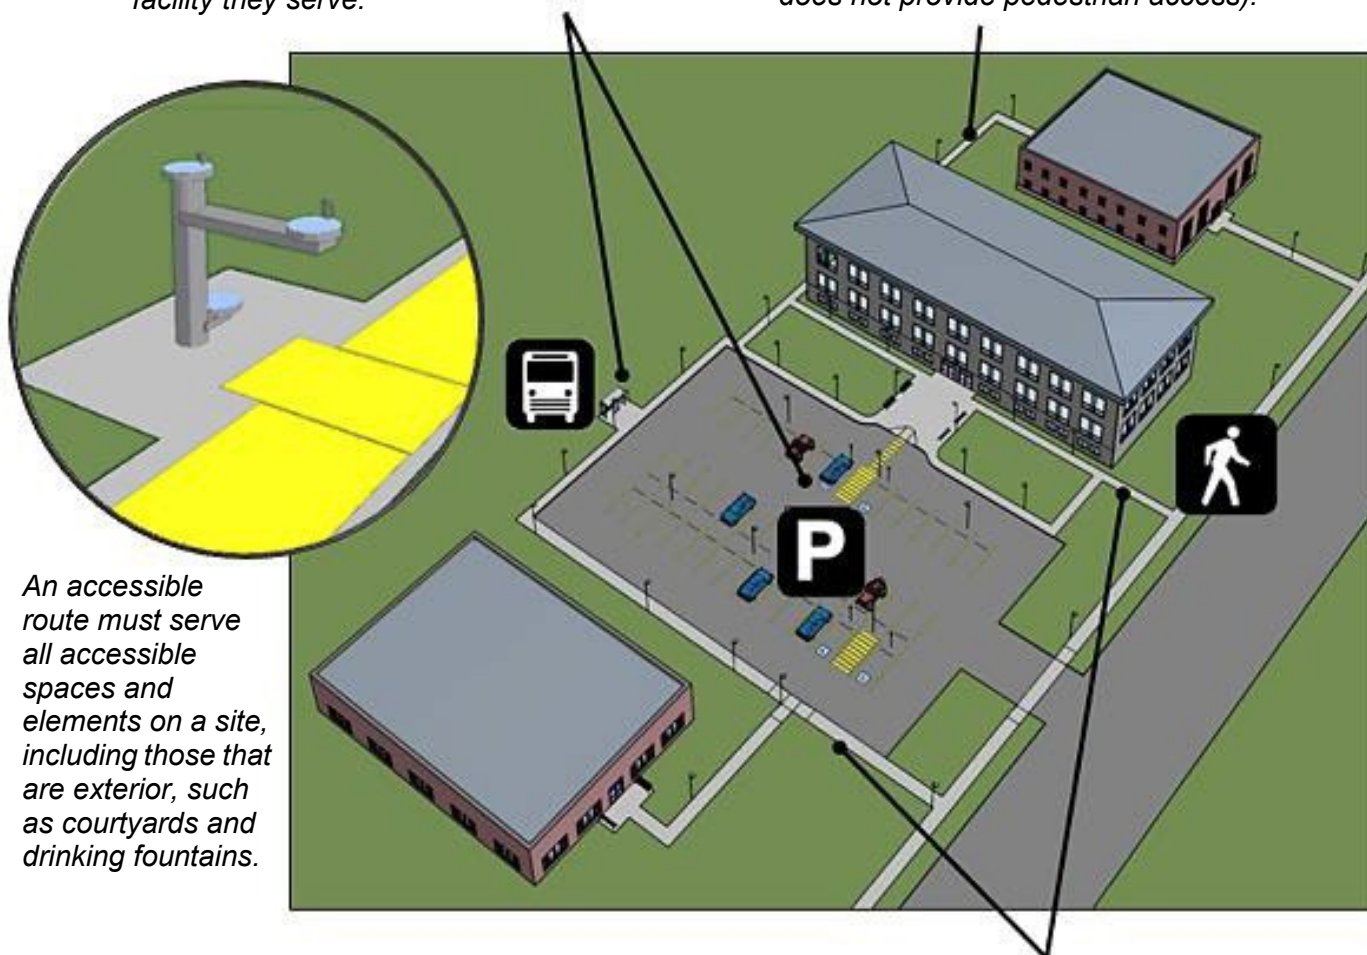 facility they serve.
does not provide pedestrian access).
P
An accessible
route must serve
all accessible
spaces and
elements on a site,
including those that
are exterior, such
as courtyards and
drinking fountains.